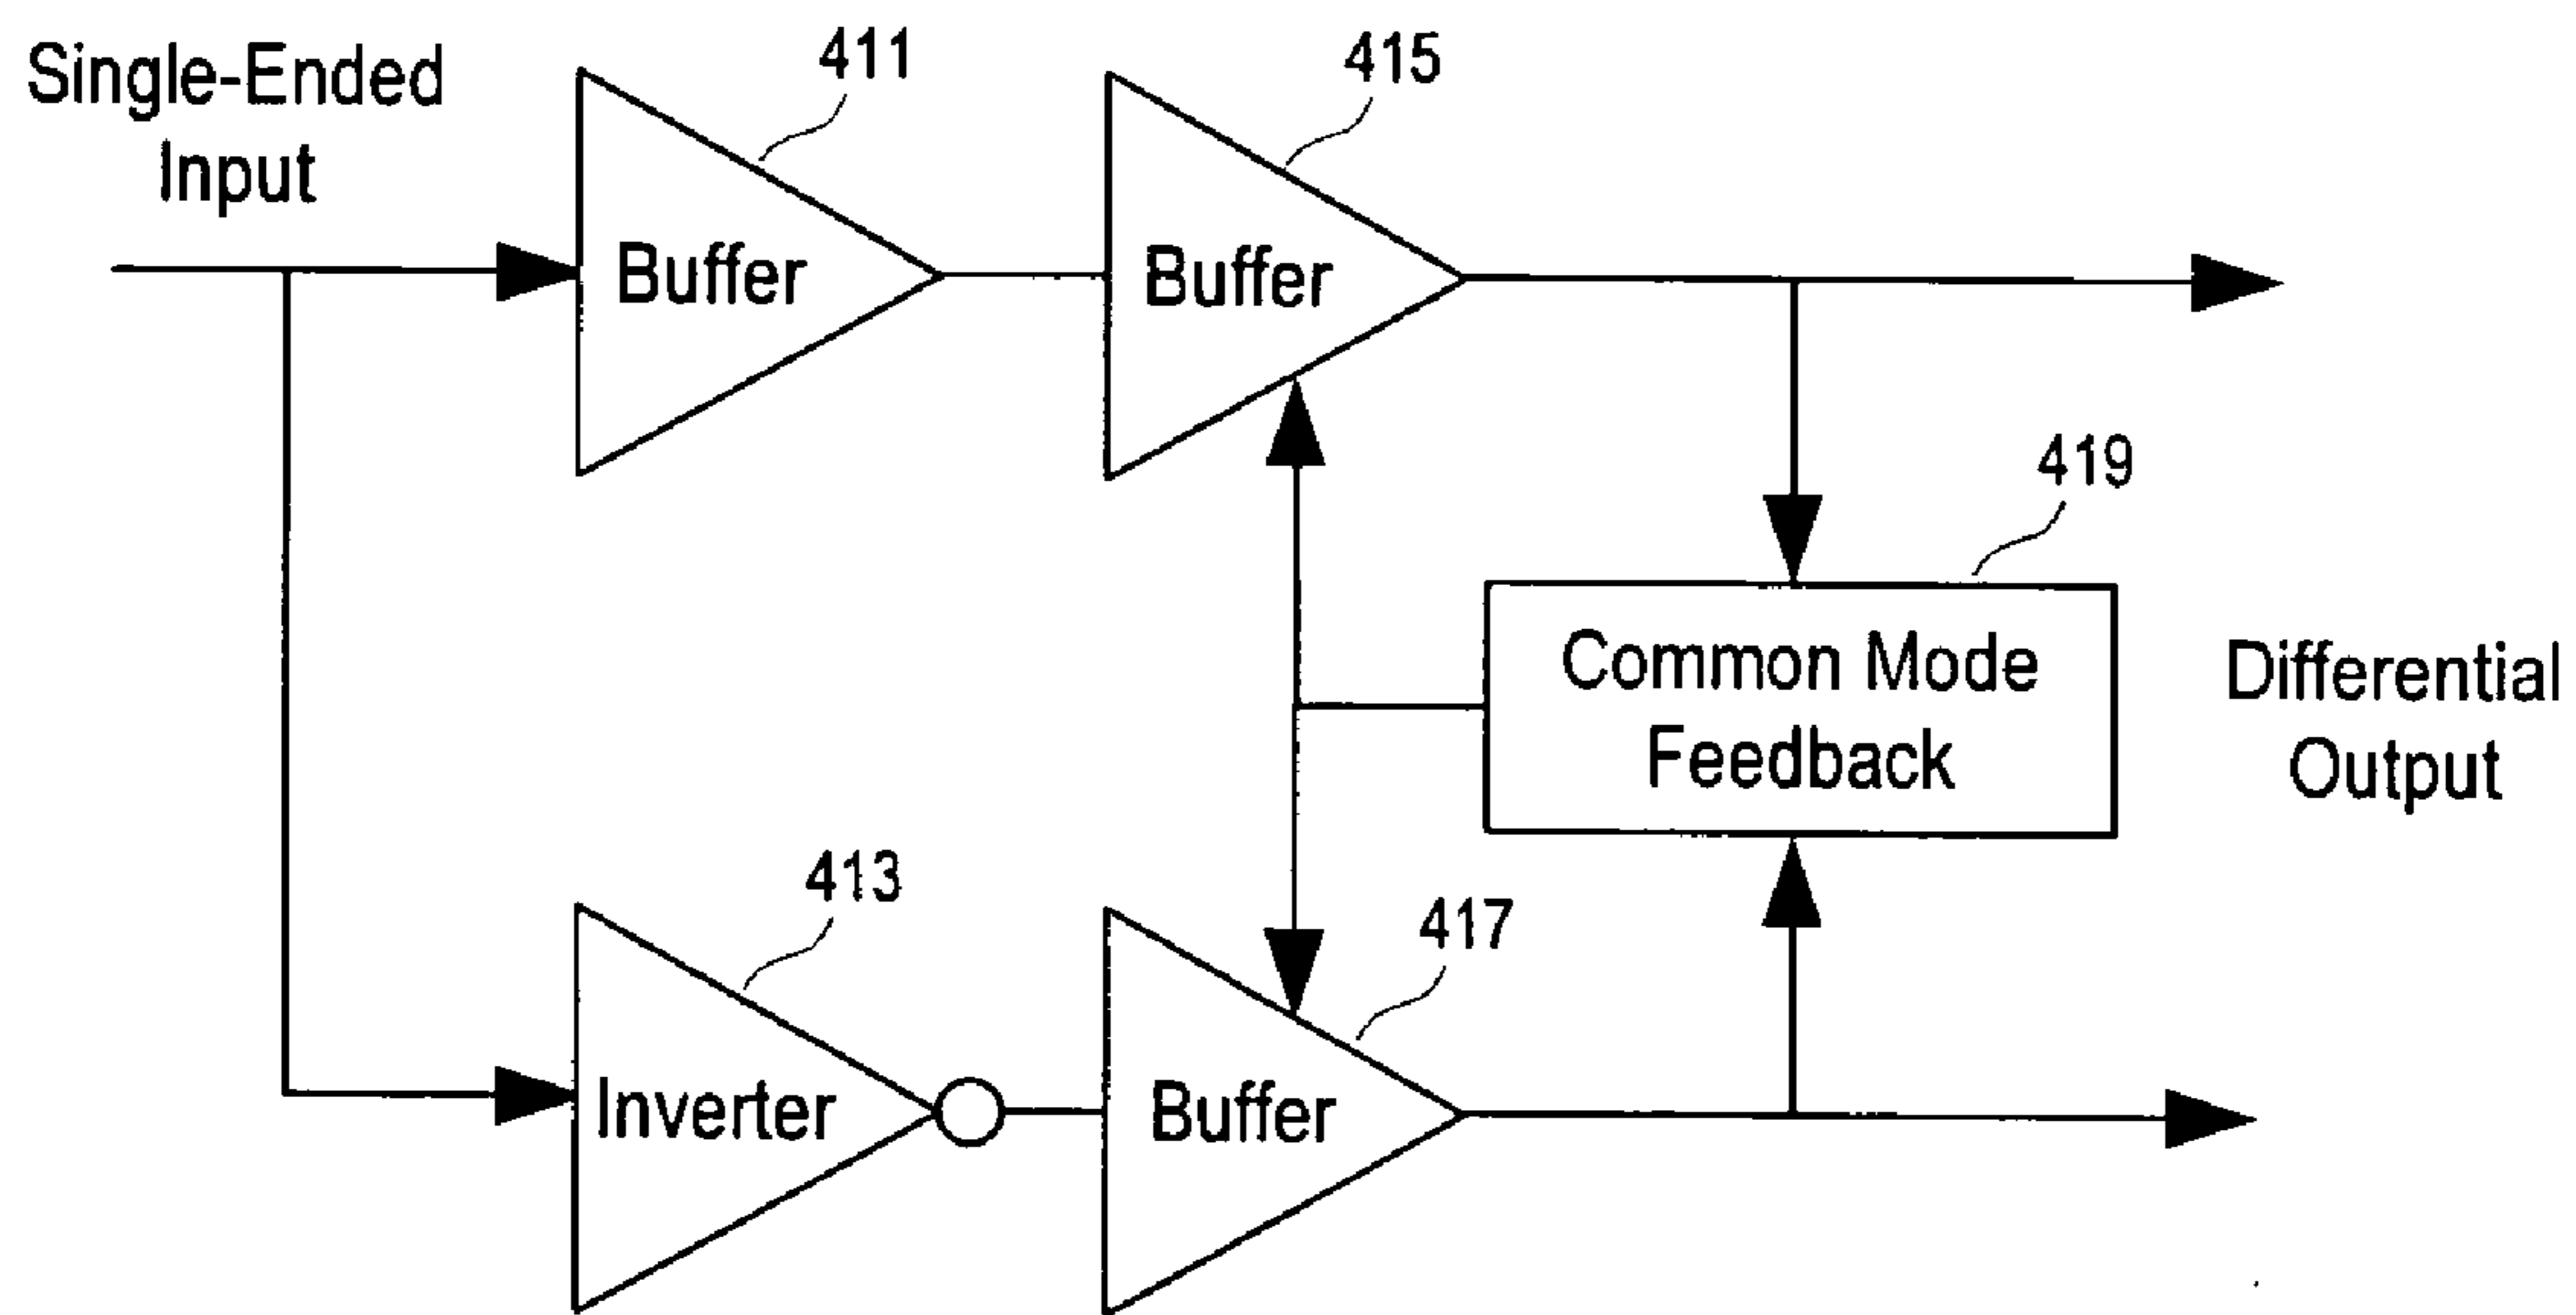 Single-Ended
Input
411
Buffer
415
Buffer
419
Common Mode
Feedback
Differential
Output
413
Inverter
417
Buffer